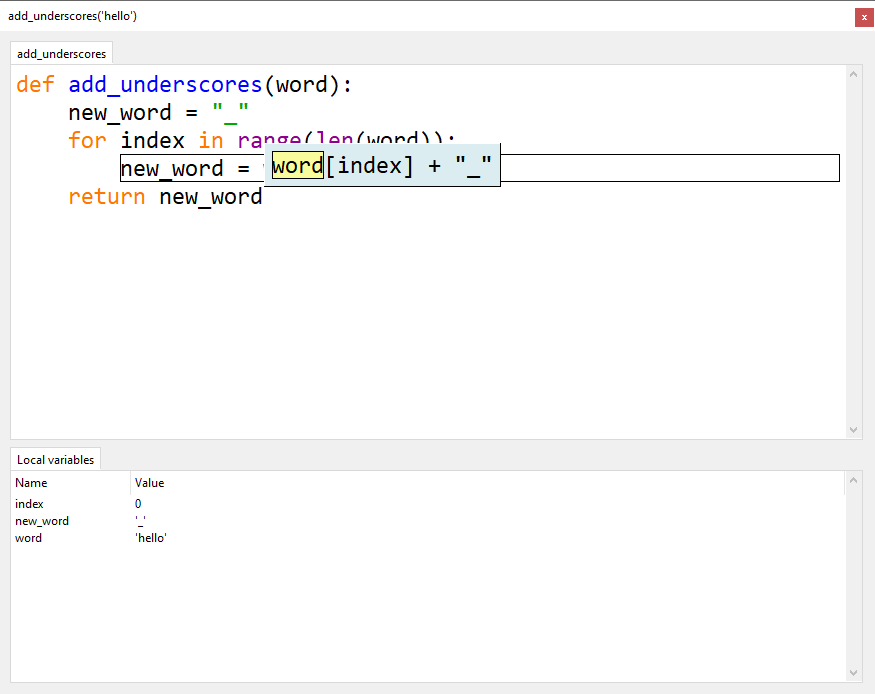 add_underscores('hello')
x
add_underscores
def add_underscores(word):
    new_word = "_"
    for index in range(len(word)):
        new_word = word[index] + "_"
    return new_word
Local variables
Name Value
index 0
new_word '_'
word 'hello'